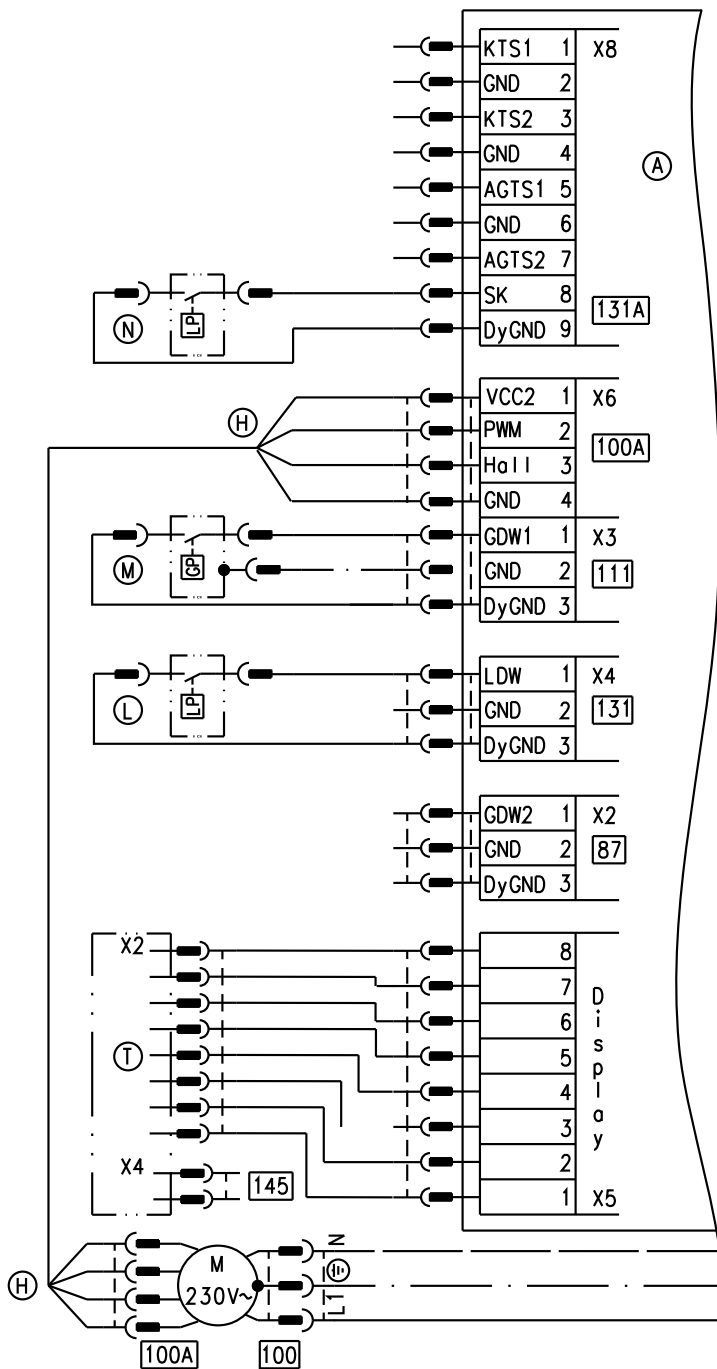 KTS1 1 X8
GND 2
KTS2 3
GND 4
A
AGTS1 5
GND 6
AGTS2 7
SK 8
131A
N LP
DyGND 9
VCC2 1 X6
H
PWM 2
100A
Hall 3
GND 4
GDW1 1 X3
M GP
GND 2
111
DyGND 3
LDW 1 X4
L LP
GND 2
131
DyGND 3
GDW2 1 X2
GND 2
87
DyGND 3
X2
8
7
Display
6
T
5
4
3
2
X4
145
1 X5
N
H
M
230V~
L1
100A
100